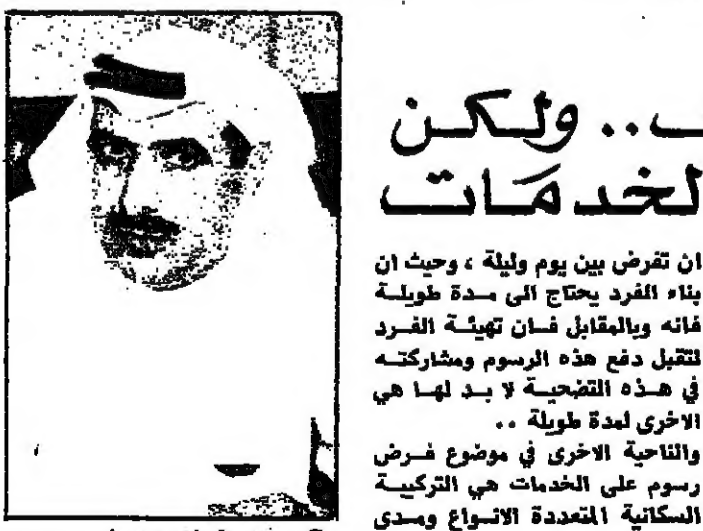 .. ولكن
لخدمات
ان تفرض بين يوم وليلة ، وحيث ان
بناء الفرد يحتاج الى مدة طويلة
فانه وبالمقابل فان تهيئة الفرد
لتقبل دفع هذه الرسوم ومشاركته
في هذه التضحية لا بد لها هي
الاخرى لمدة طويلة ..
والناحية الاخرى في موضوع فرض
رسوم على الخدمات هي التركيبة
السكانية المتعددة الانواع ومدى